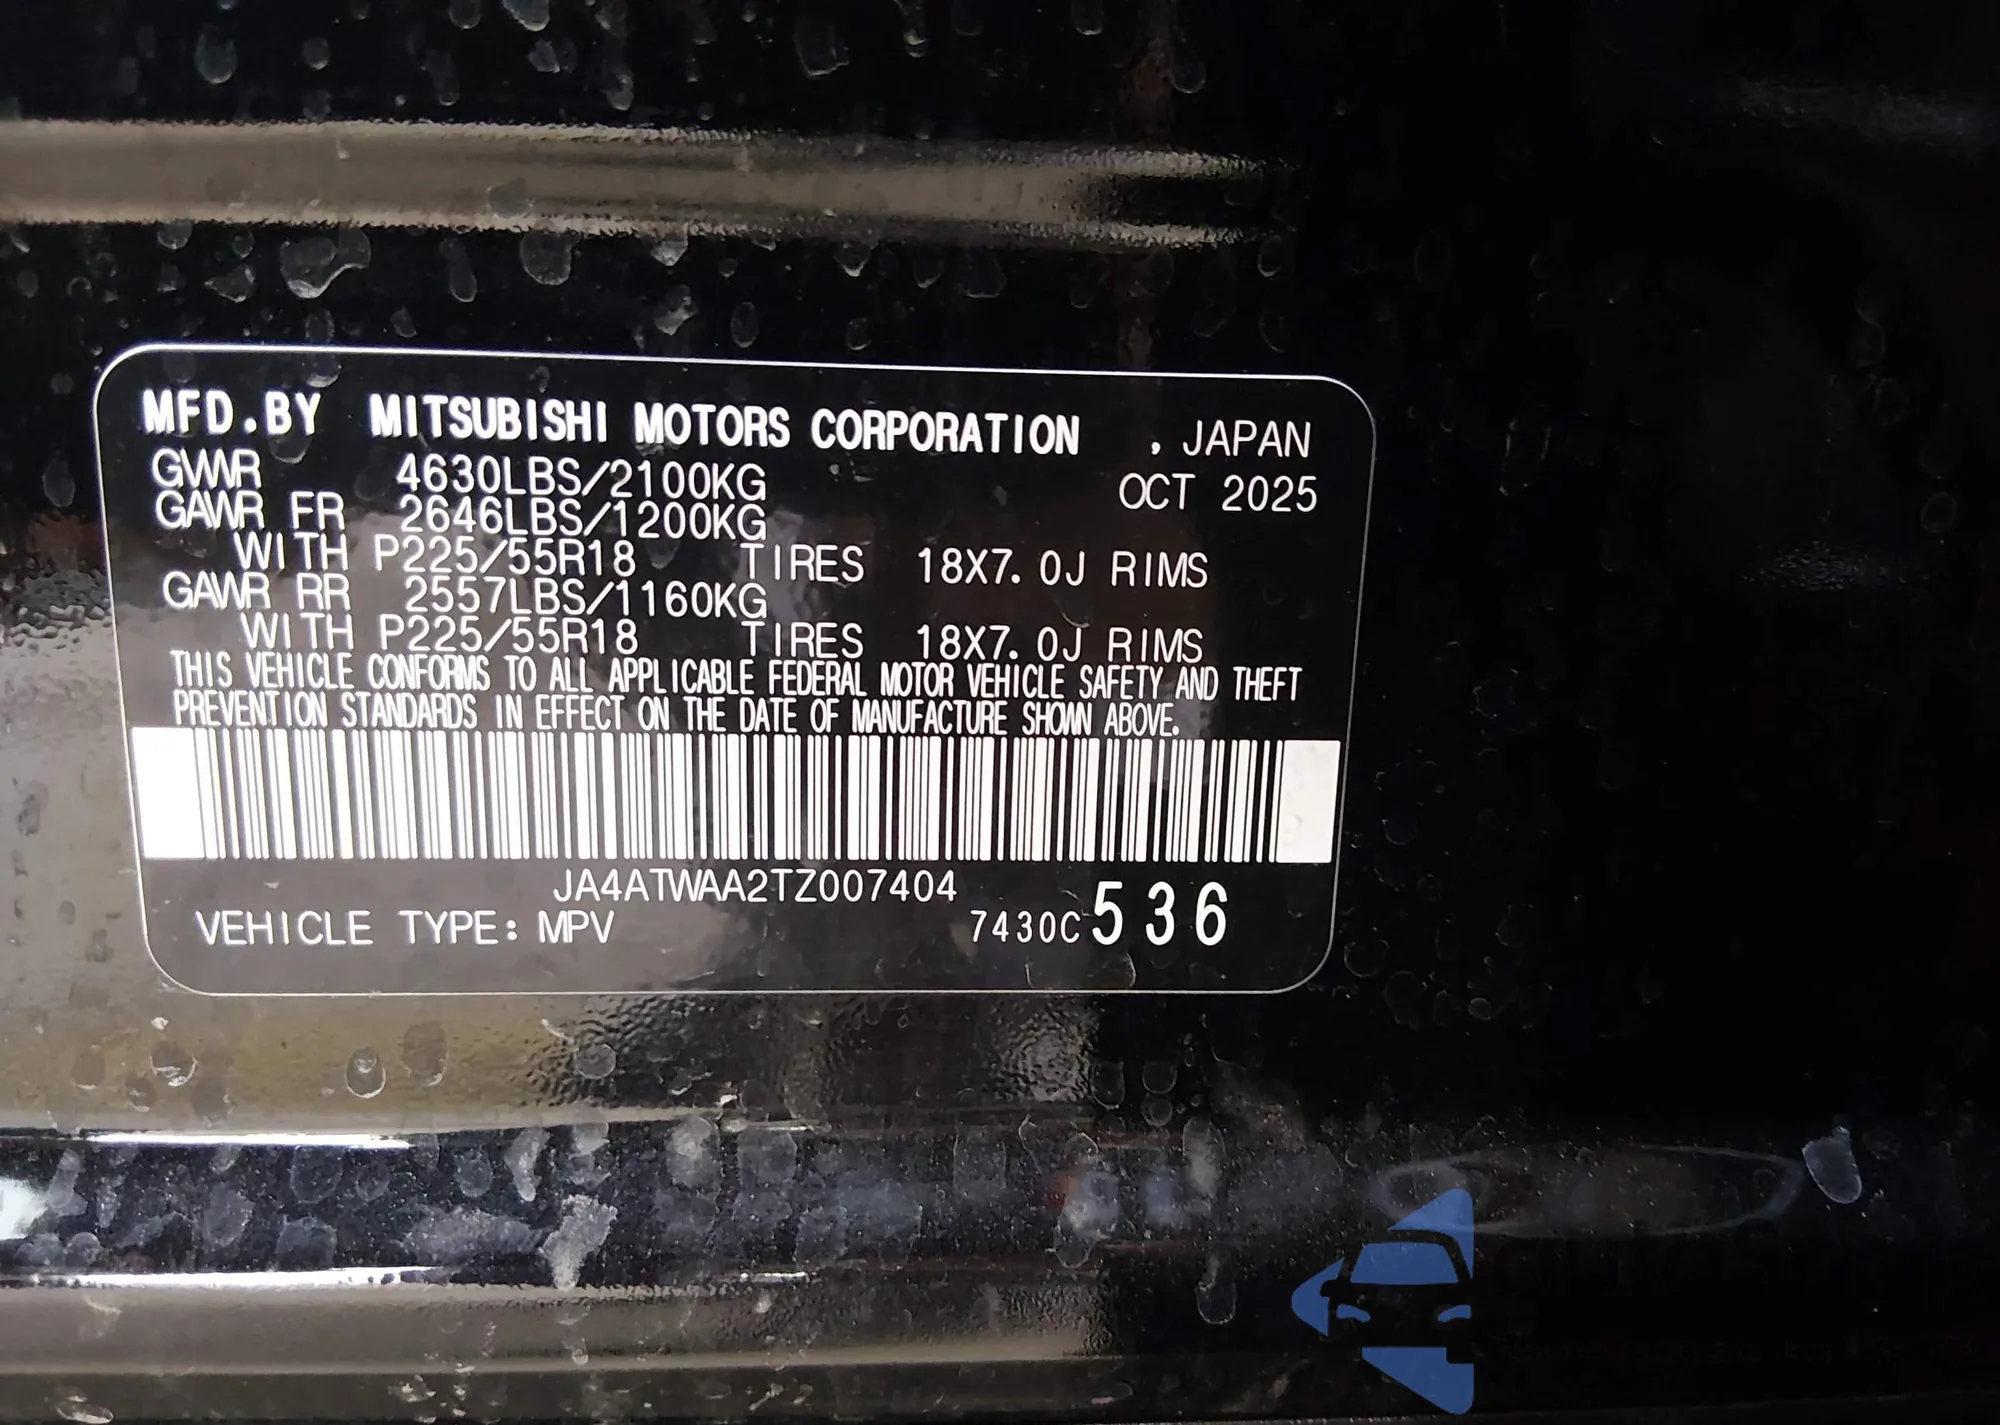 MFD.BY MITSUBISHI MOTORS CORPORATION , JAPAN
GVWR 4630LBS/2100KG OCT 2025
GAWR FR 2646LBS/1200KG
WITH P225/55R18 TIRES 18X7.0J RIMS
GAWR RR 2557LBS/1160KG
WITH P225/55R18 TIRES 18X7.0J RIMS
THIS VEHICLE CONFORMS TO ALL APPLICABLE FEDERAL MOTOR VEHICLE SAFETY AND THEFT
PREVENTION STANDARDS IN EFFECT ON THE DATE OF MANUFACTURE SHOWN ABOVE.
JA4ATWAA2TZ007404
VEHICLE TYPE: MPV 7430C 536